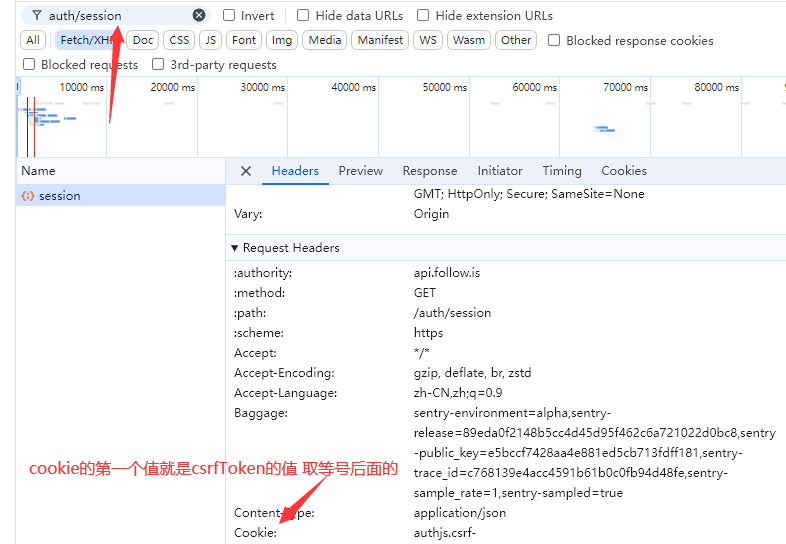 auth/session Invert Hide data URLs Hide extension URLs
All Fetch/XHR Doc CSS JS Font Img Media Manifest WS Wasm Other Blocked response cookies
Blocked requests 3rd-party requests
10000 ms 20000 ms 30000 ms 40000 ms 50000 ms 60000 ms 70000 ms 80000 ms
Name Headers Preview Response Initiator Timing Cookies
session
GMT; HttpOnly; Secure; SameSite=None
Vary: Origin
Request Headers
:authority: api.follow.is
:method: GET
:path: /auth/session
:scheme: https
Accept: */*
Accept-Encoding: gzip, deflate, br, zstd
Accept-Language: zh-CN,zh;q=0.9
Baggage: sentry-environment=alpha,sentry-
release=89eda0f2148b5cc4d45d95f462c6a721022d0bc8,sentry
-public_key=e5bccf7428aa4e881ed5cb713fdff181,sentry-
trace_id=c768139e4acc4591b61b0c0fb94d48fe,sentry-
sample_rate=1,sentry-sampled=true
cookie的第一个值就是csrfToken的值 取等号后面的
Content-Type: application/json
Cookie: authjs.csrf-